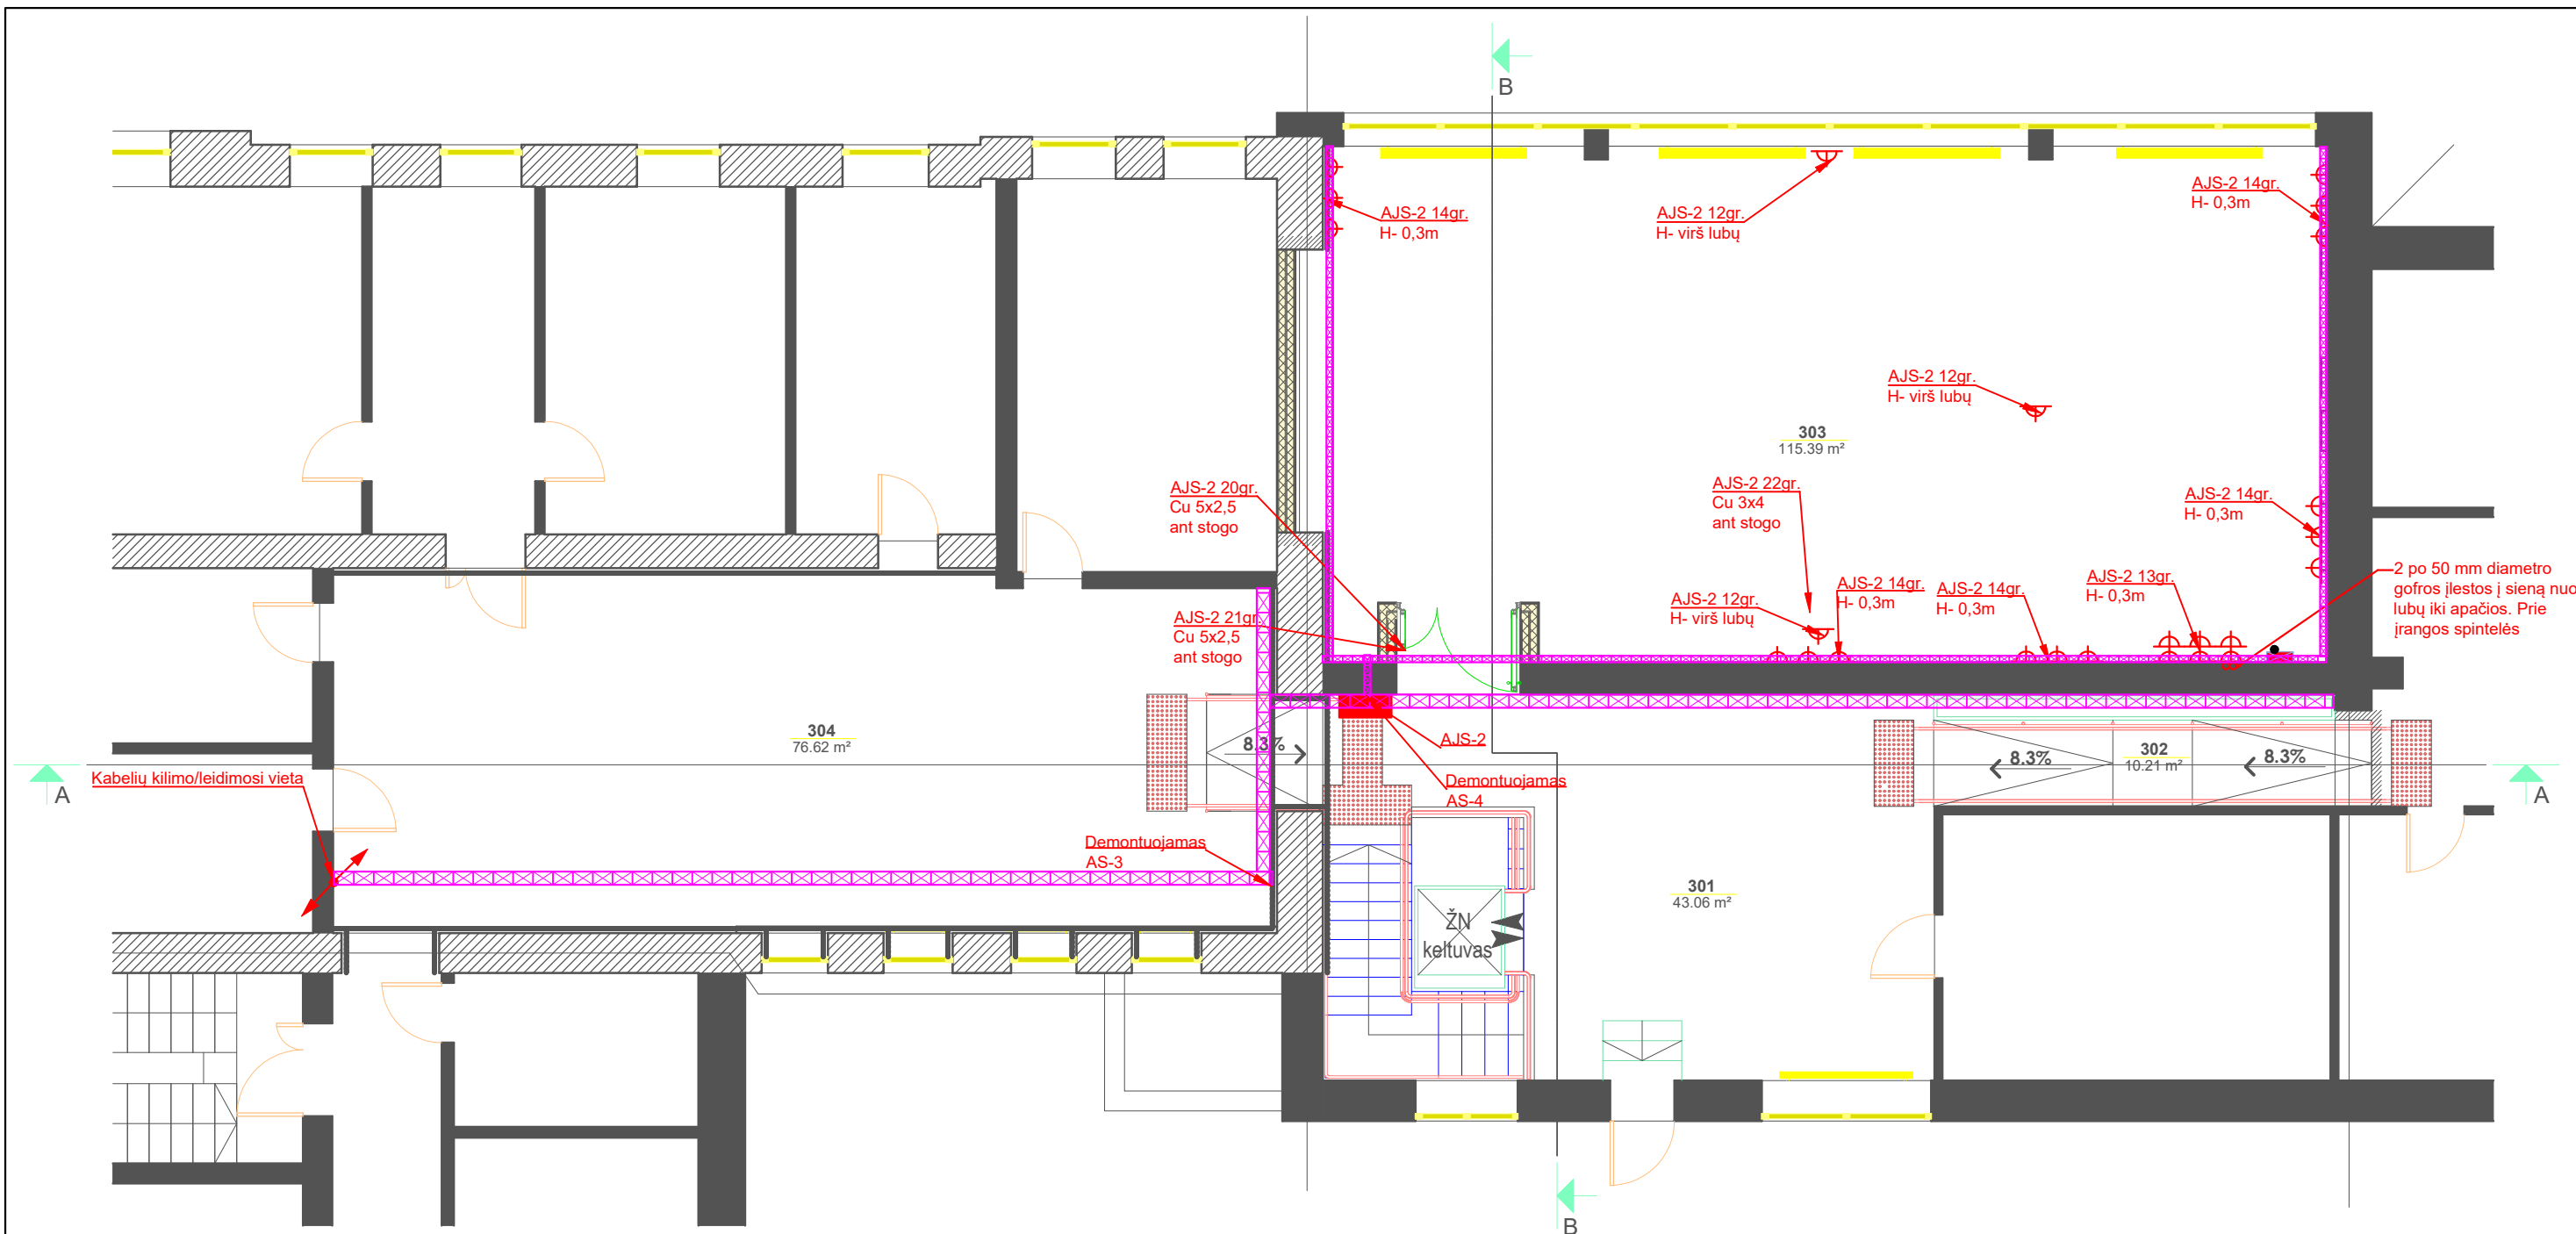 B
AJS-2 14gr.
H- 0,3m
AJS-2 12gr.
H- virš lubų
AJS-2 14gr.
H- 0,3m
AJS-2 12gr.
H- virš lubų
303
115.39 m²
AJS-2 20gr.
Cu 5x2,5
ant stogo
AJS-2 22gr.
Cu 3x4
ant stogo
AJS-2 14gr.
H- 0,3m
AJS-2 21gr.
Cu 5x2,5
ant stogo
AJS-2 12gr.
H- virš lubų
AJS-2 14gr.
H- 0,3m
AJS-2 14gr.
H- 0,3m
AJS-2 13gr.
H- 0,3m
2 po 50 mm diametro
gofros įlestos į sieną nuo
lubų iki apačios. Prie
įrangos spintelės
304
76.62 m²
8.3%
AJS-2
Demontuojamas
AS-4
8.3%
302
10.21 m²
8.3%
A
Kabelių kilimo/leidimosi vieta
A
Demontuojamas
AS-3
301
43.06 m²
ŽN
keltuvas
B